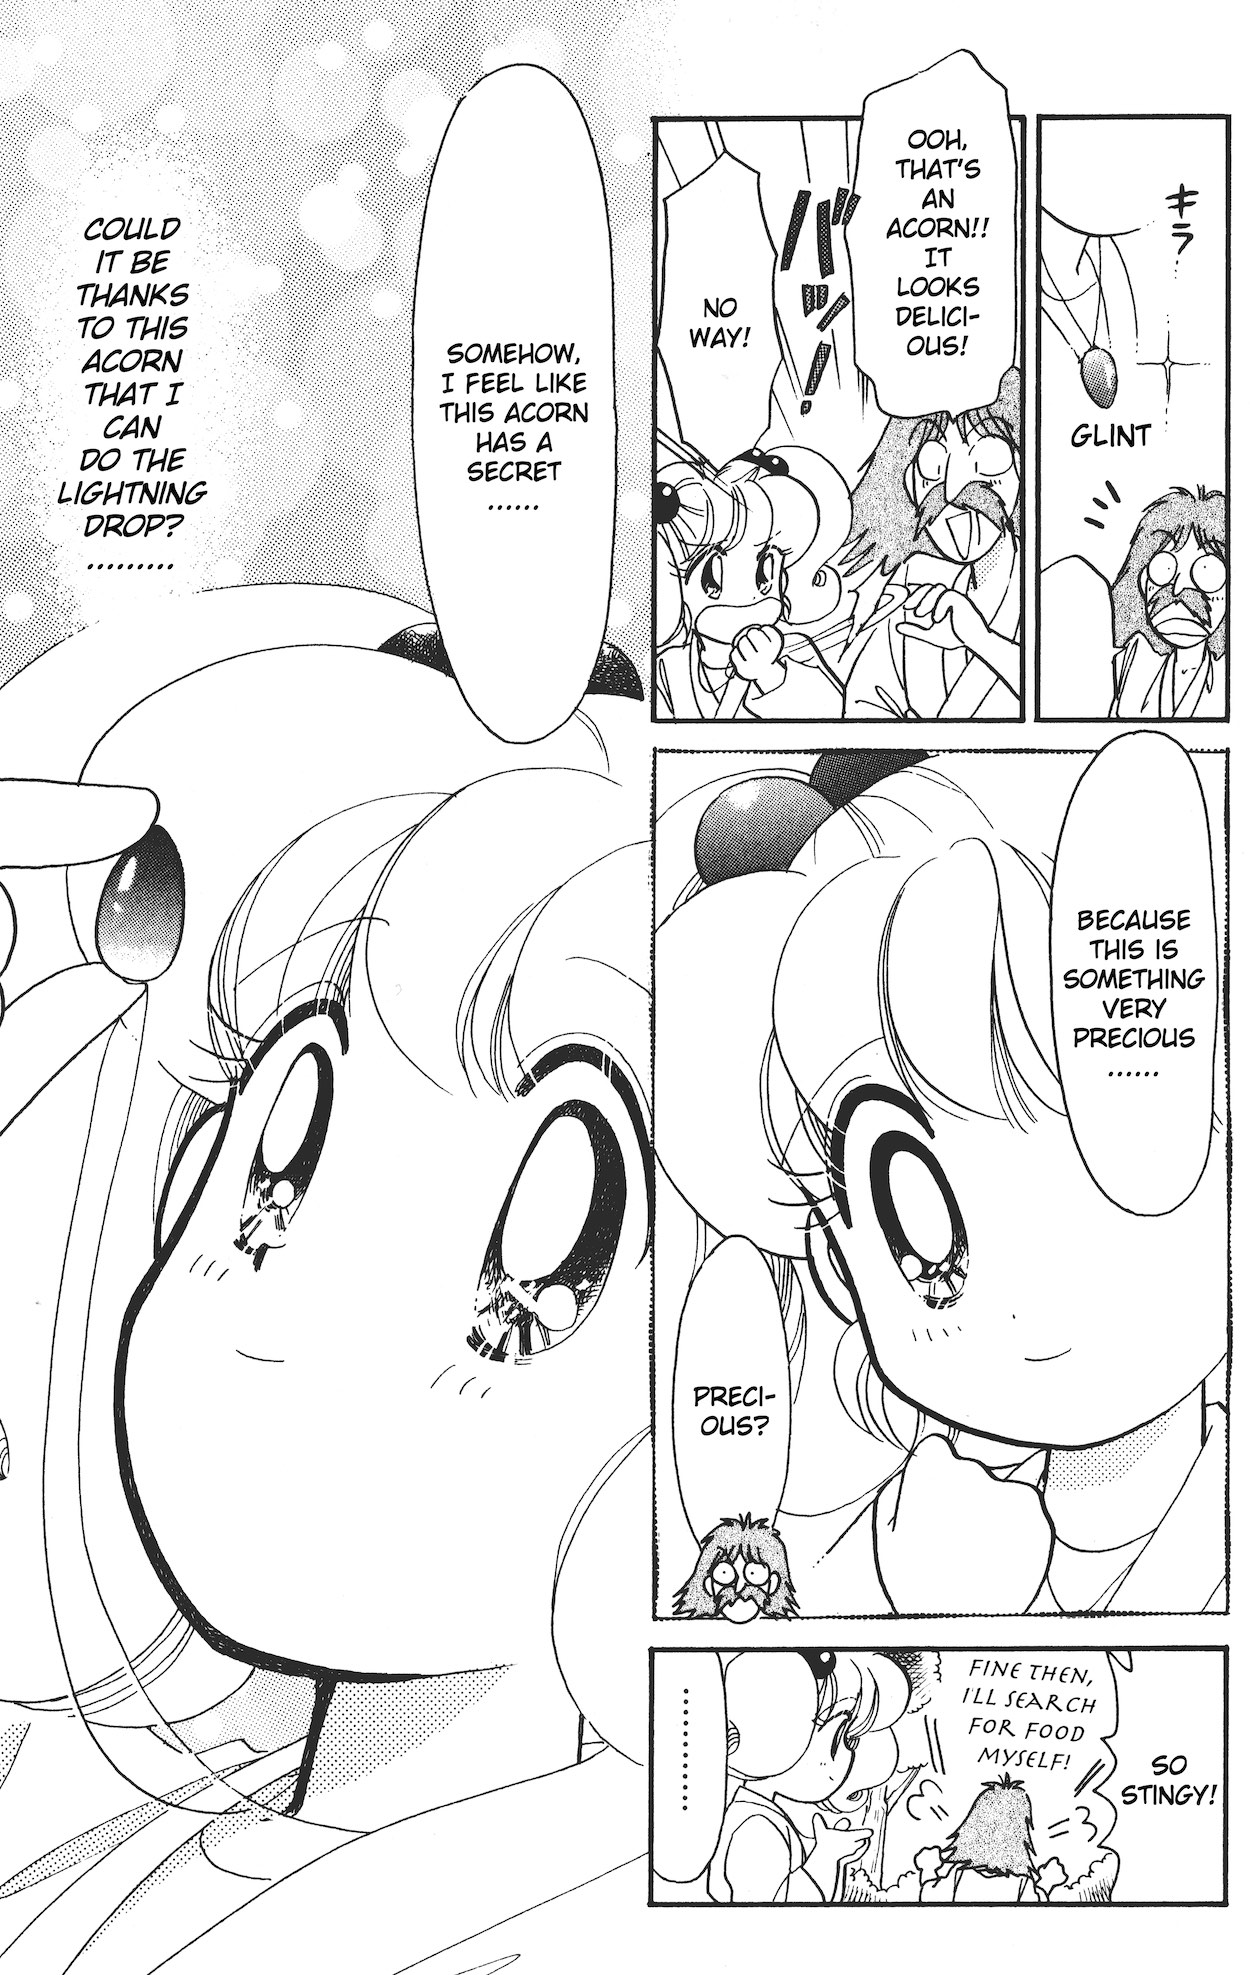 キラ
GLINT
OOH,
THAT'S
AN
ACORN!!
IT
LOOKS
DELICI-
OUS!
NO
WAY!
BECAUSE
THIS IS
SOMETHING
VERY
PRECIOUS
......
PRECI-
OUS?
SO
STINGY!
FINE THEN,
I'LL SEARCH
FOR FOOD
MYSELF!
.........
SOMEHOW,
I FEEL LIKE
THIS ACORN
HAS A
SECRET
......
COULD
IT BE
THANKS
TO THIS
ACORN
THAT I
CAN
DO THE
LIGHTNING
DROP?
.........